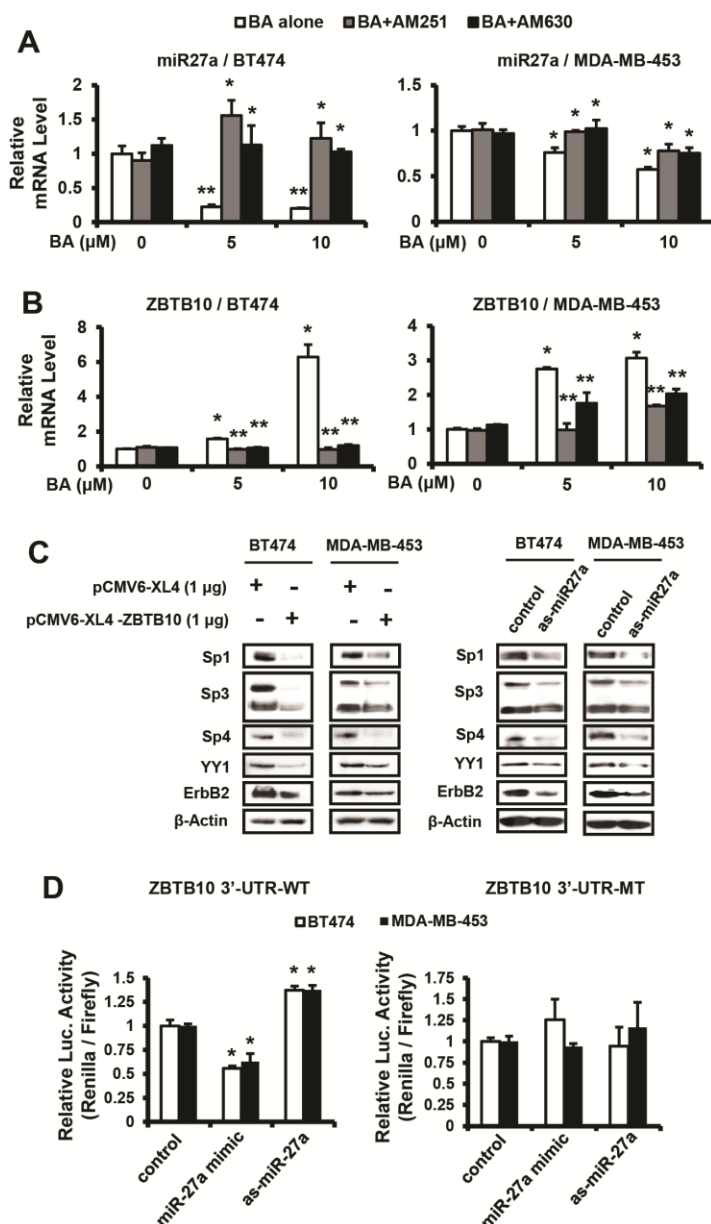 BA alone BA+AM251 BA+AM630
A
miR27a / BT474
miR27a / MDA-MB-453
Relative mRNA Level
2
1.5
1
0.5
0
** * * ** * *
1.5
1
0.5
0
* * * * * *
BA (µM) 0 5 10
0 5 10
B
ZBTB10 / BT474
ZBTB10 / MDA-MB-453
Relative mRNA Level
8
6
4
2
0
* ** ** * ** **
4
3
2
1
0
* ** ** * ** **
BA (µM) 0 5 10
BA (µM) 0 5 10
C
BT474 MDA-MB-453
pCMV6-XL4 (1 µg) + - + -
pCMV6-XL4 -ZBTB10 (1 µg) - + - +
Sp1
Sp3
Sp4
YY1
ErbB2
β-Actin
BT474 MDA-MB-453
control as-miR27a control as-miR27a
Sp1
Sp3
Sp4
YY1
ErbB2
β-Actin
D
ZBTB10 3'-UTR-WT
ZBTB10 3'-UTR-MT
BT474 MDA-MB-453
Relative Luc. Activity
(Renilla / Firefly)
1.5
1.25
1
0.75
0.5
0
* * * *
control miR-27a mimic as-miR-27a
Relative Luc. Activity
(Renilla / Firefly)
1.5
1.25
1
0.75
0.5
0.25
0
control miR-27a mimic as-miR-27a